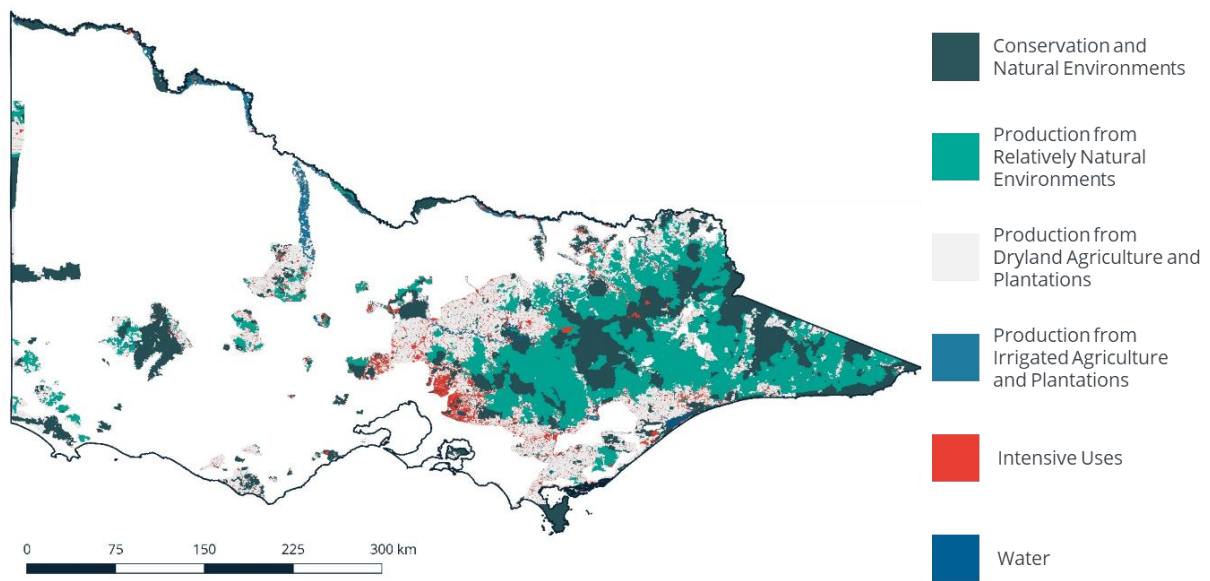 Conservation and
Natural Environments
Production from
Relatively Natural
Environments
Production from
Dryland Agriculture and
Plantations
Production from
Irrigated Agriculture
and Plantations
Intensive Uses
Water
0 75 150 225 300 km